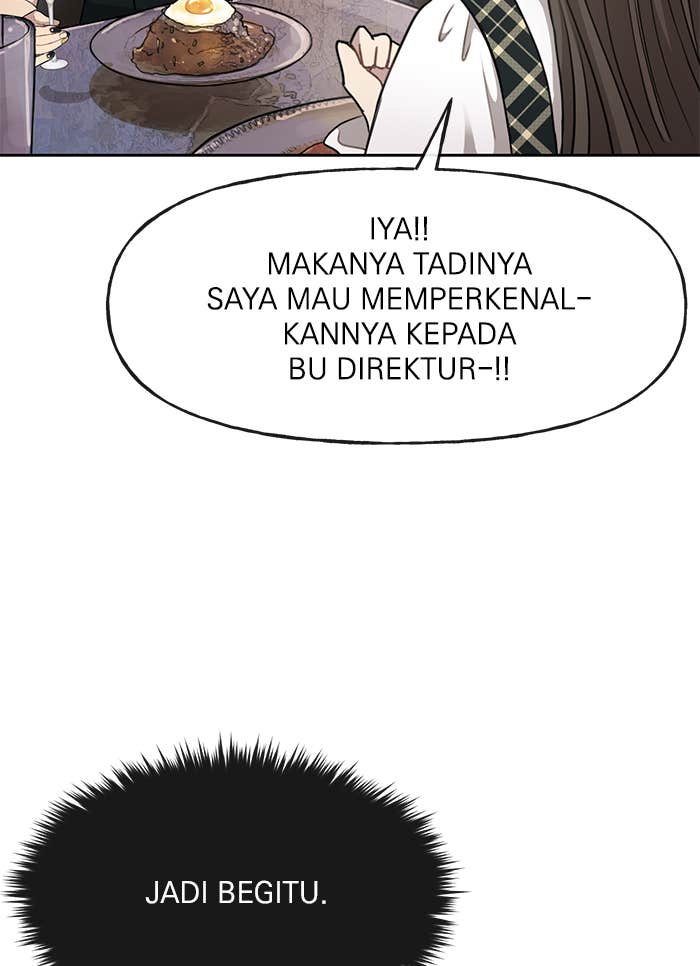 IYA!!
MAKANYA TADINYA
SAYA MAU MEMPERKENAL-
KANNYA KEPADA
BU DIREKTUR-!!
JADI BEGITU.